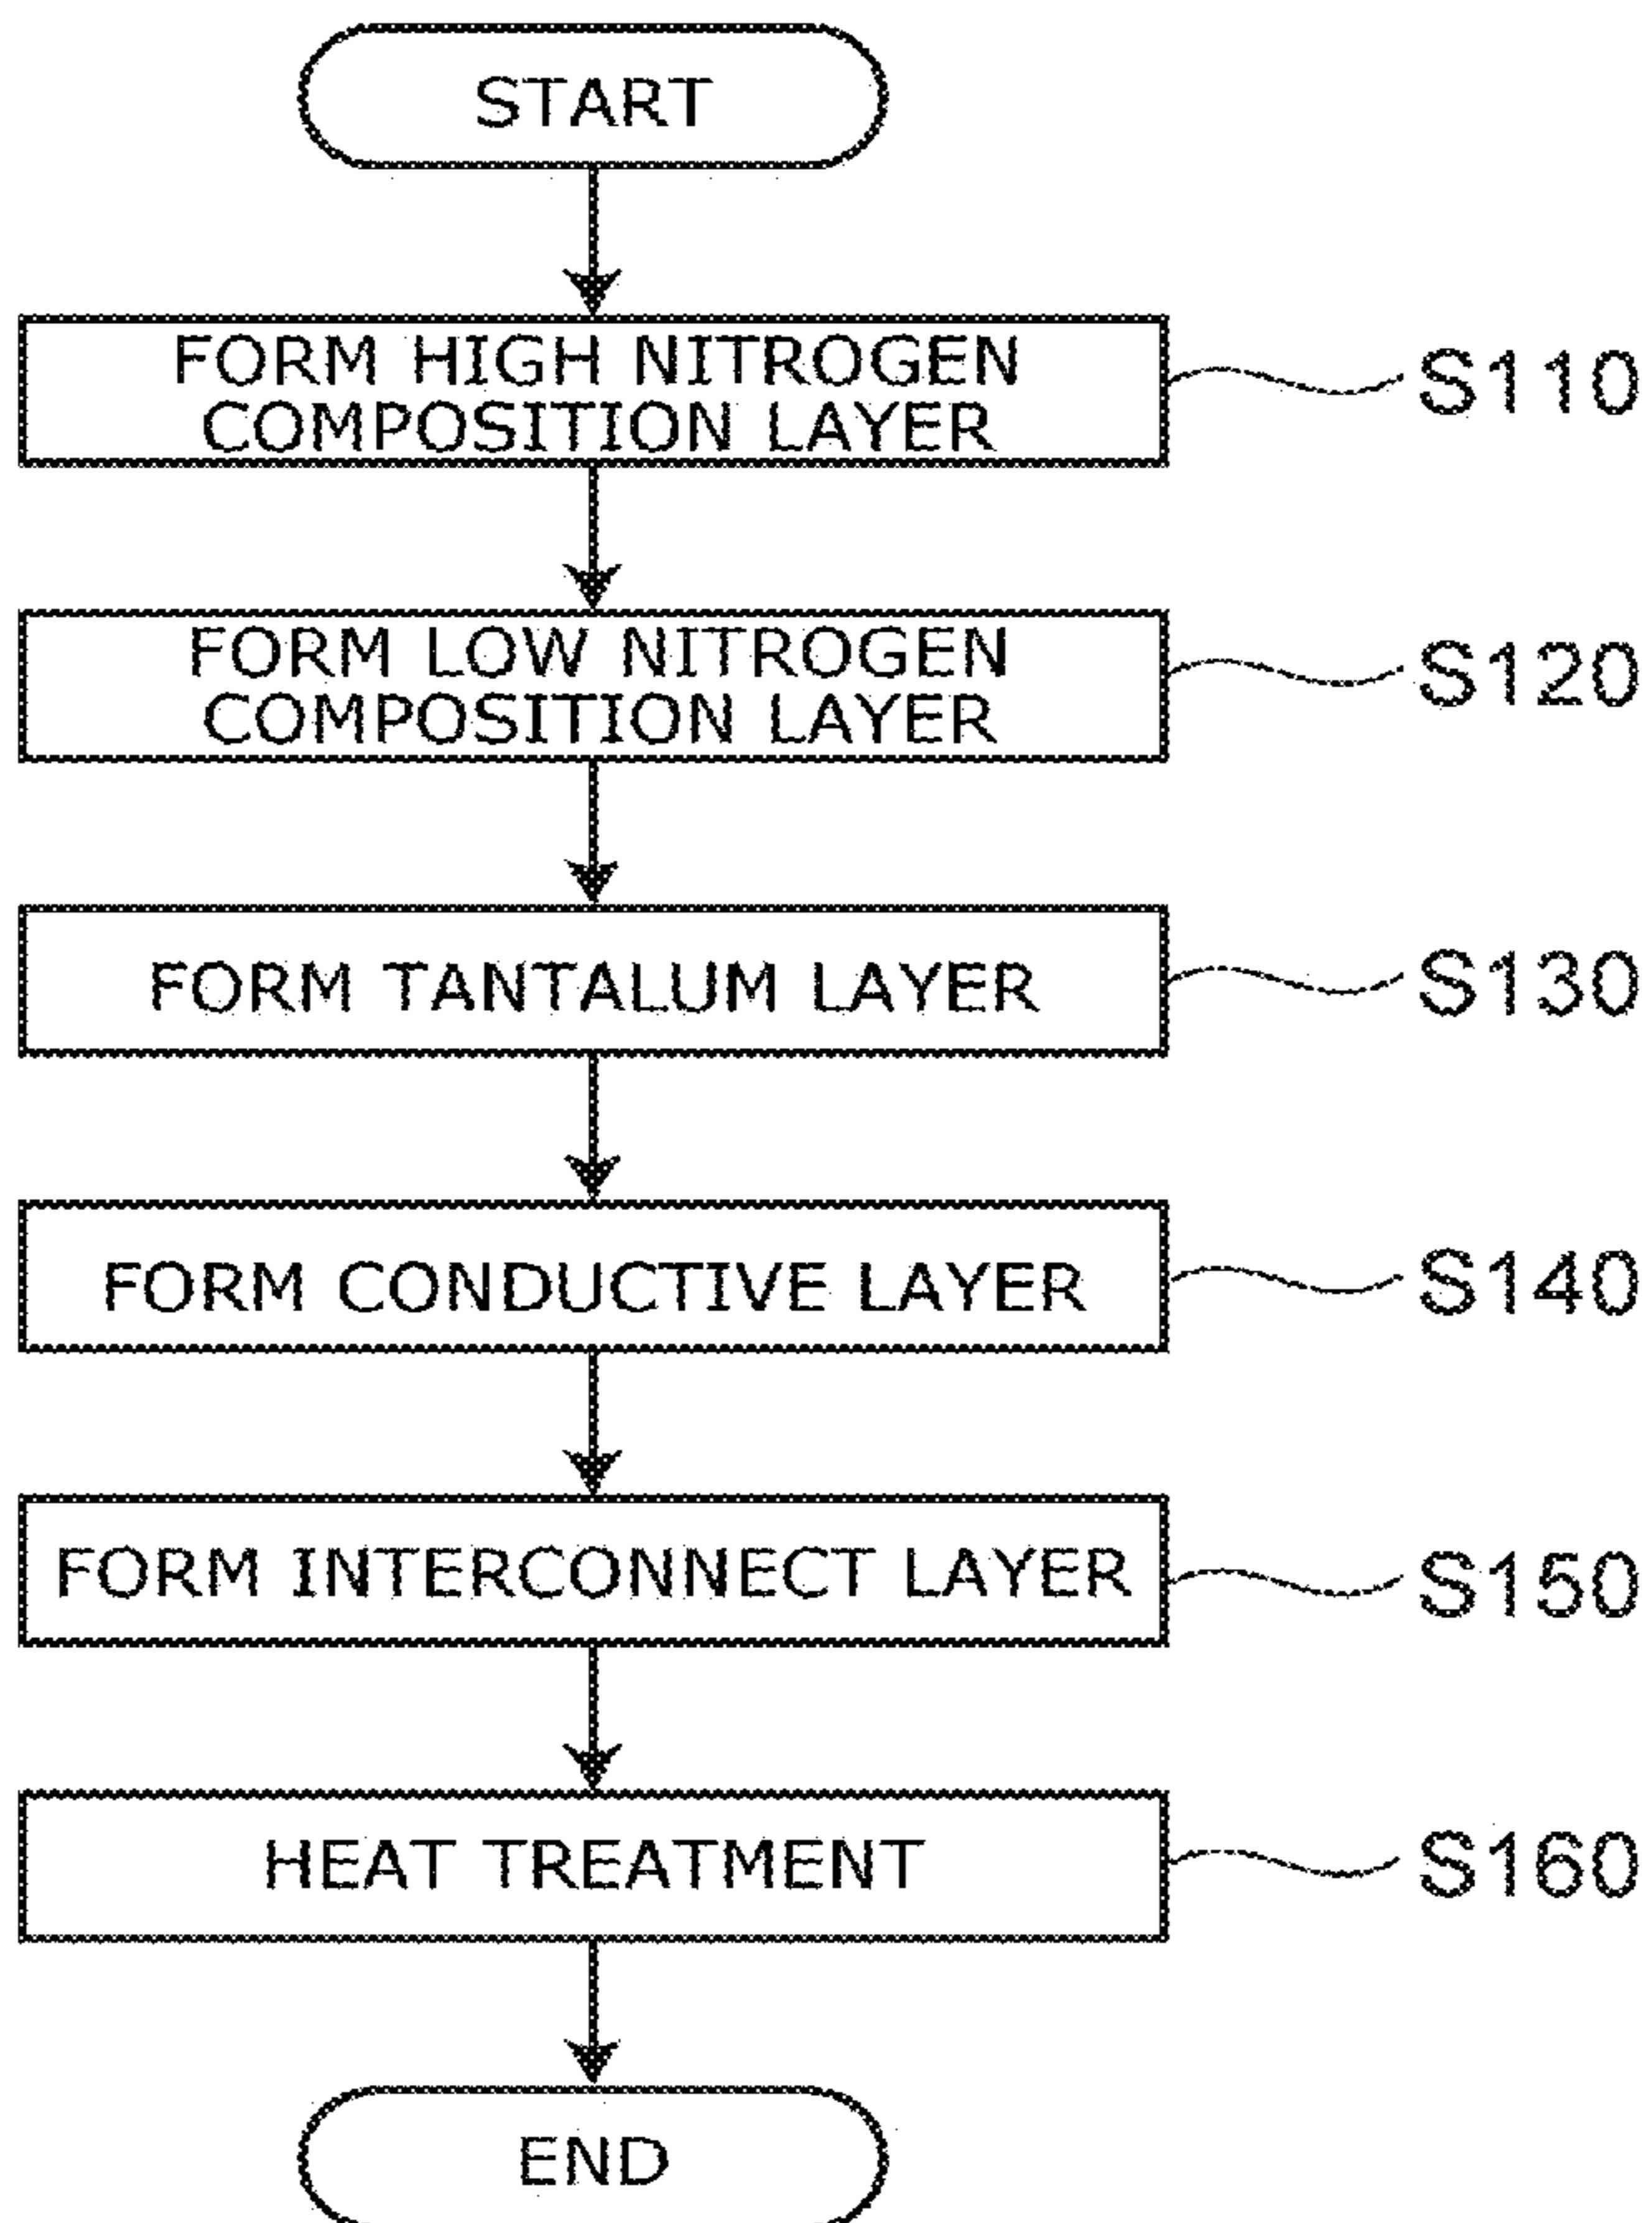 START
FORM HIGH NITROGEN
COMPOSITION LAYER
S110
FORM LOW NITROGEN
COMPOSITION LAYER
S120
FORM TANTALUM LAYER
S130
FORM CONDUCTIVE LAYER
S140
FORM INTERCONNECT LAYER
S150
HEAT TREATMENT
S160
END